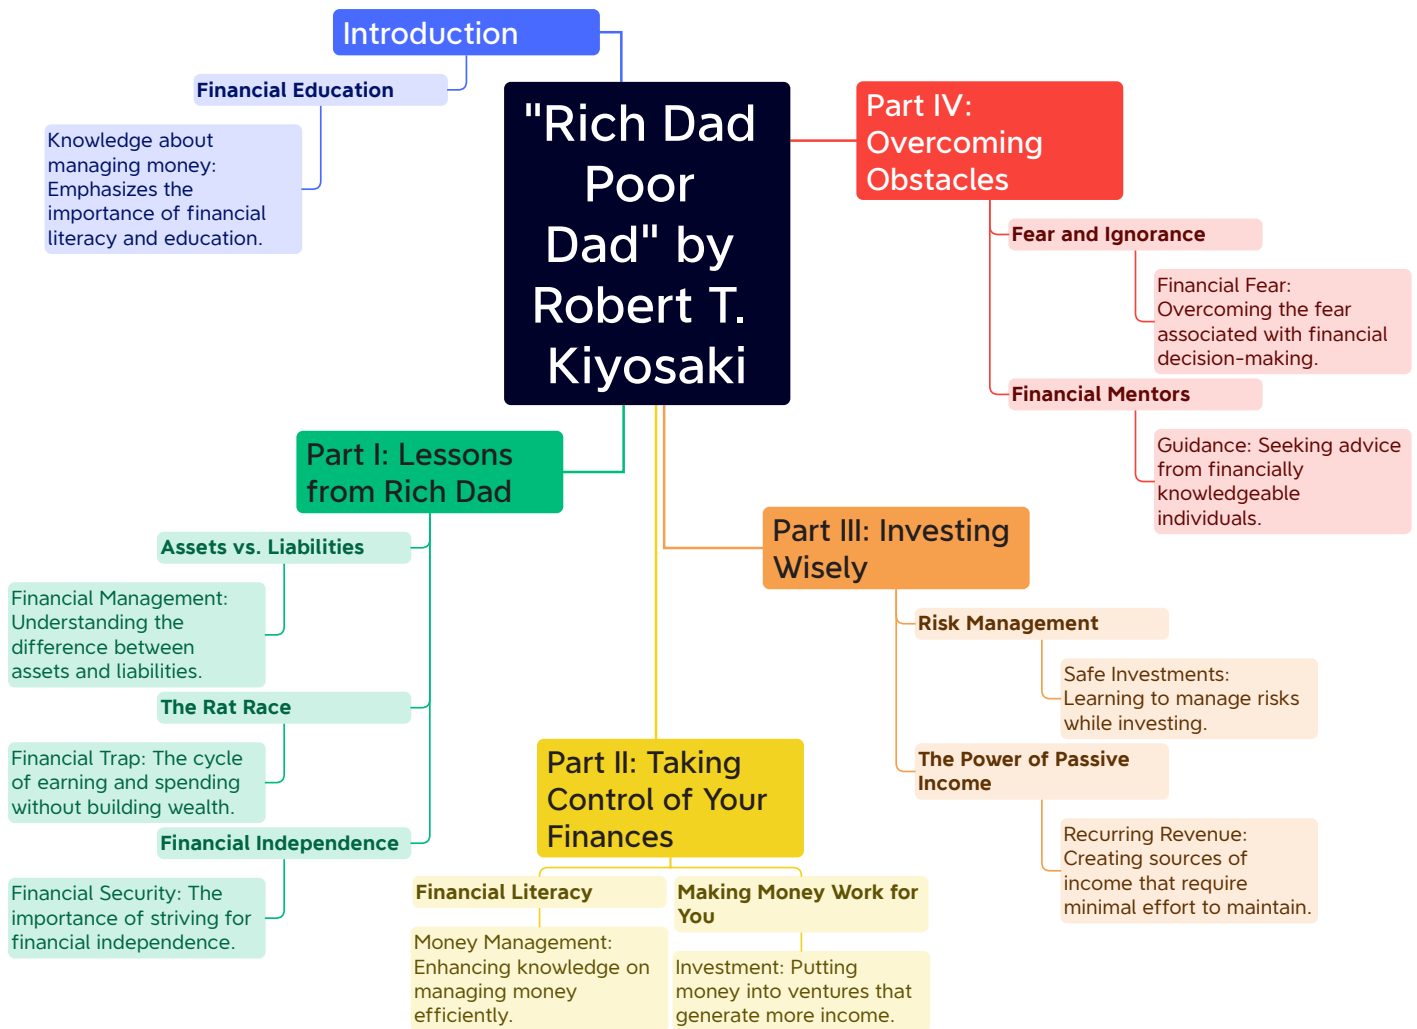 "Rich Dad
Poor
Dad" by
Robert T.
Kiyosaki
Introduction
Financial Education
Knowledge about
managing money:
Emphasizes the
importance of financial
literacy and education.
Part I: Lessons
from Rich Dad
Assets vs. Liabilities
Financial Management:
Understanding the
difference between
assets and liabilities.
The Rat Race
Financial Trap: The cycle
of earning and spending
without building wealth.
Financial Independence
Financial Security: The
importance of striving for
financial independence.
Part II: Taking
Control of Your
Finances
Financial Literacy
Money Management:
Enhancing knowledge on
managing money
efficiently.
Making Money Work for
You
Investment: Putting
money into ventures that
generate more income.
Part III: Investing
Wisely
Risk Management
Safe Investments:
Learning to manage risks
while investing.
The Power of Passive
Income
Recurring Revenue:
Creating sources of
income that require
minimal effort to maintain.
Part IV:
Overcoming
Obstacles
Fear and Ignorance
Financial Fear:
Overcoming the fear
associated with financial
decision-making.
Financial Mentors
Guidance: Seeking advice
from financially
knowledgeable
individuals.